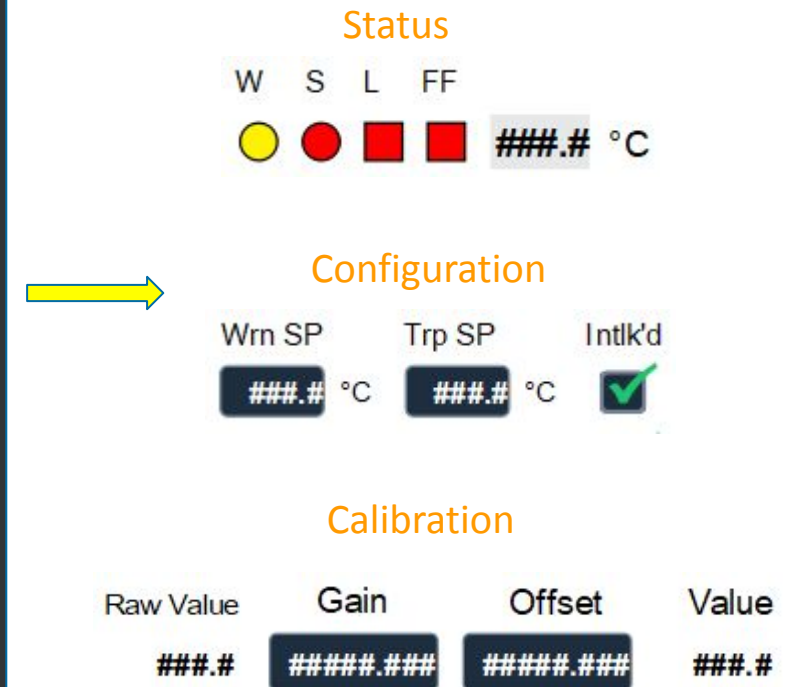 Status
W S L FF
###.# °C
Configuration
Wrn SP Trp SP Intlk'd
###.# °C ###.# °C
Calibration
Raw Value Gain Offset Value
###.# #####.### #####.### ###.#